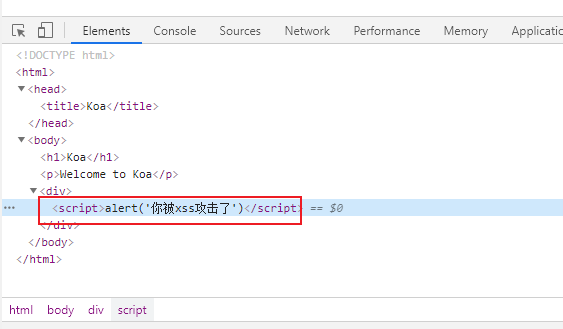 Elements Console Sources Network Performance Memory Applicatio
<!DOCTYPE html>
<html>
<head>
<title>Koa</title>
</head>
<body>
<h1>Koa</h1>
<p>Welcome to Koa</p>
<div>
<script>alert('你被xss攻击了')</script> == $0
</div>
</body>
</html>
html body div script